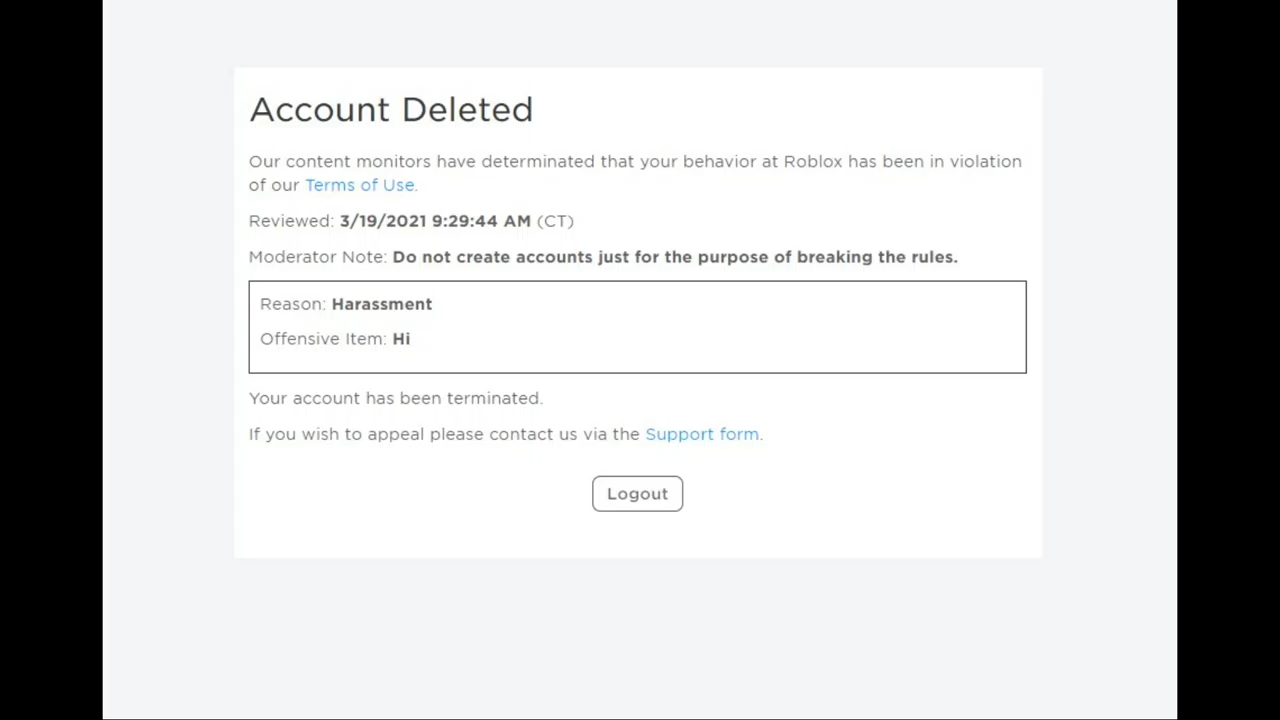 Account Deleted
Our content monitors have determinated that your behavior at Roblox has been in violation
of our Terms of Use.
Reviewed: 3/19/2021 9:29:44 AM (CT)
Moderator Note: Do not create accounts just for the purpose of breaking the rules.
Reason: Harassment
Offensive Item: Hi
Your account has been terminated.
If you wish to appeal please contact us via the Support form.
Logout